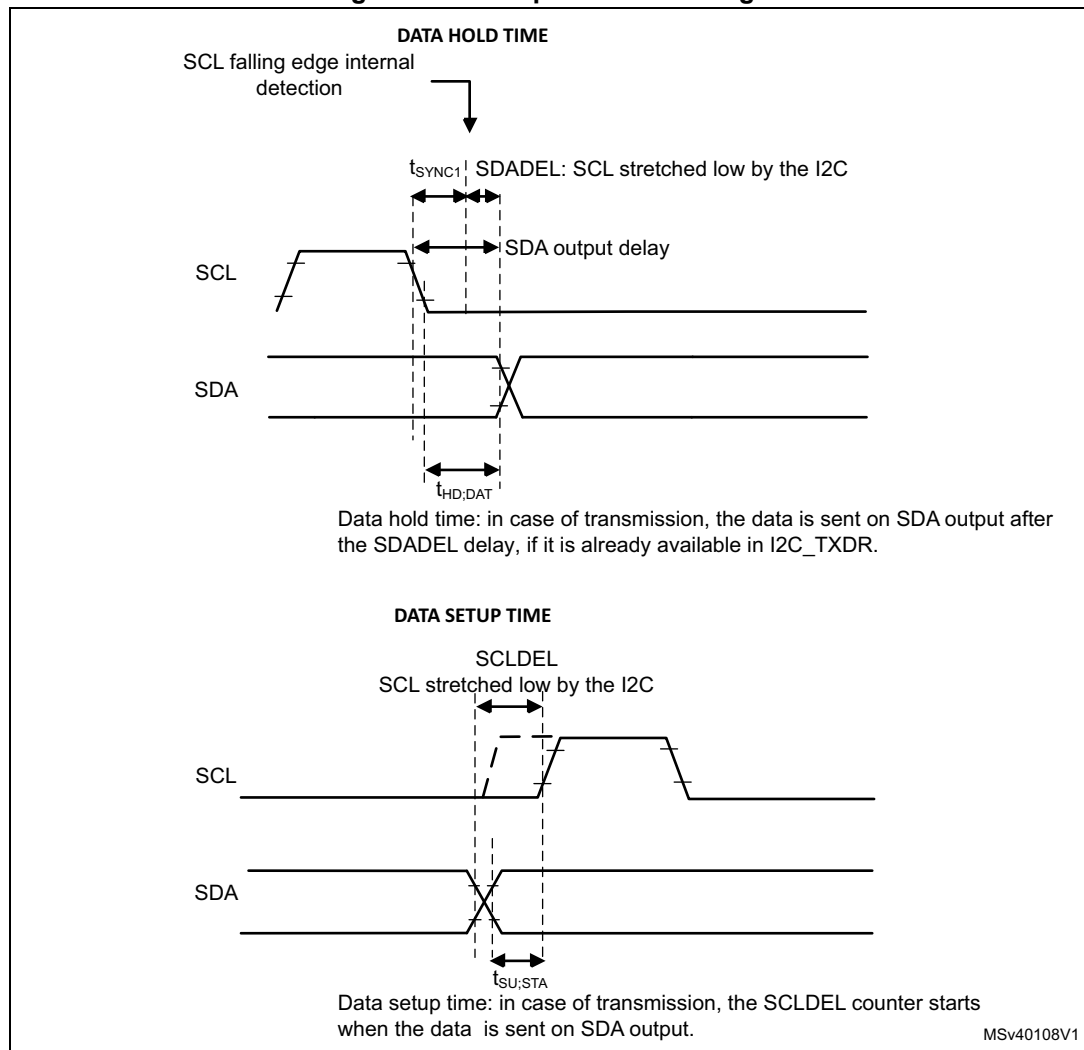 DATA HOLD TIME
SCL falling edge internal
detection
tSYNC1
SDADEL: SCL stretched low by the I2C
SDA output delay
SCL
SDA
tHD;DAT
Data hold time: in case of transmission, the data is sent on SDA output after
the SDADEL delay, if it is already available in I2C_TXDR.
DATA SETUP TIME
SCLDEL
SCL stretched low by the I2C
SCL
SDA
tSU;STA
Data setup time: in case of transmission, the SCLDEL counter starts
when the data is sent on SDA output.
MSv40108V1